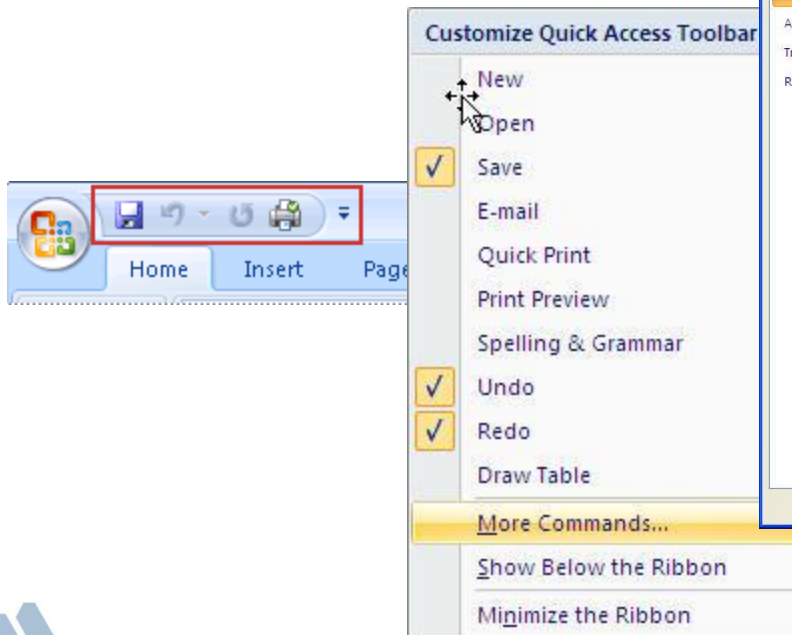 Customize Quick Access Toolbar
New
Open
Save
E-mail
Quick Print
Print Preview
Spelling & Grammar
Undo
Redo
Draw Table
More Commands...
Show Below the Ribbon
Minimize the Ribbon
Home Insert Page
A
Tr
R